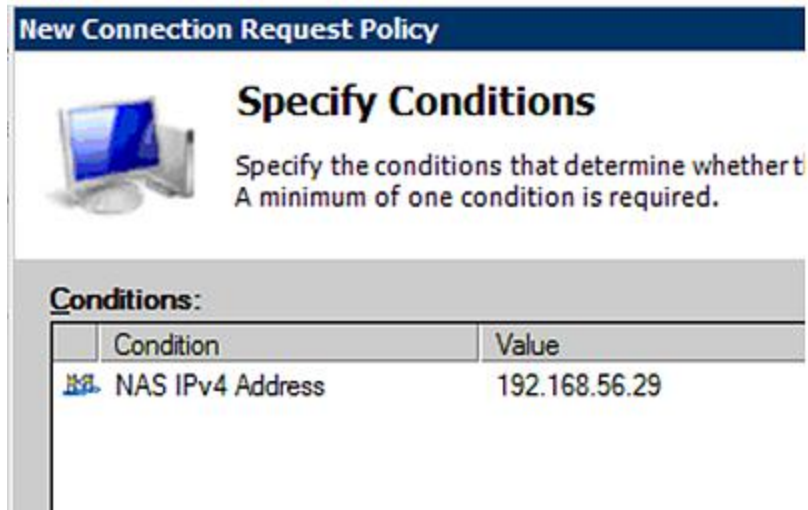 New Connection Request Policy
Specify Conditions
Specify the conditions that determine whether
A minimum of one condition is required.
Conditions:
Condition Value
NAS IPv4 Address 192.168.56.29